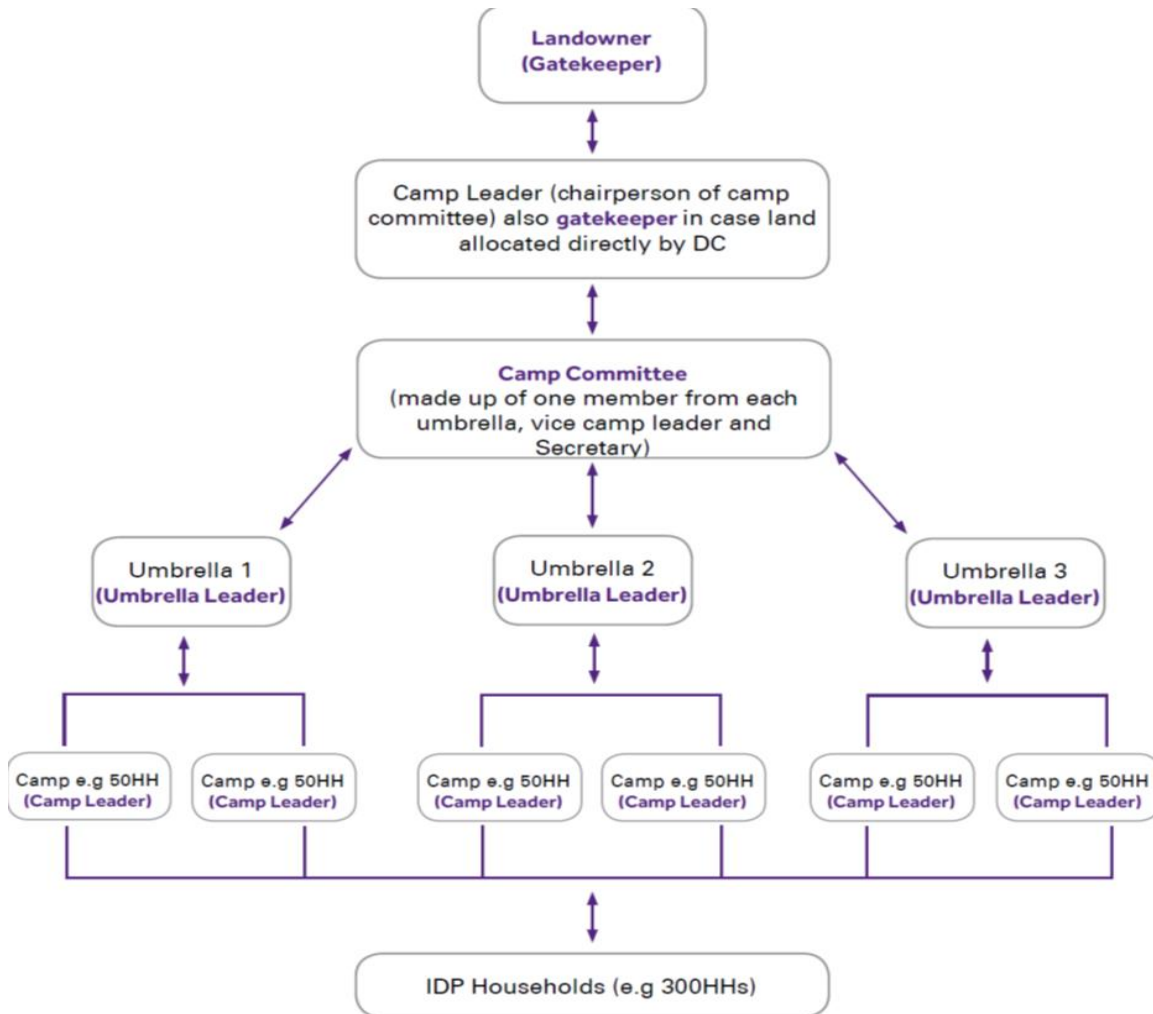 Landowner
(Gatekeeper)
Camp Leader (chairperson of camp
committee) also gatekeeper in case land
allocated directly by DC
Camp Committee
(made up of one member from each
umbrella, vice camp leader and
Secretary)
Umbrella 1
(Umbrella Leader)
Umbrella 2
(Umbrella Leader)
Umbrella 3
(Umbrella Leader)
Camp e.g 50HH
(Camp Leader)
Camp e.g 50HH
(Camp Leader)
Camp e.g 50HH
(Camp Leader)
Camp e.g 50HH
(Camp Leader)
Camp e.g 50HH
(Camp Leader)
Camp e.g 50HH
(Camp Leader)
IDP Households (e.g 300HHs)